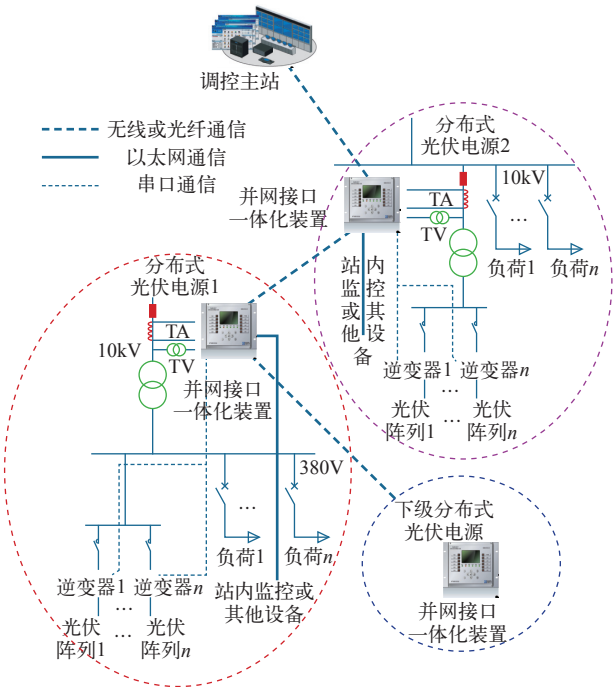 调控主站
无线或光纤通信
以太网通信
串口通信
分布式
光伏电源2
10kV
并网接口
一体化装置
TA
TV
...
负荷1
负荷n
站内
监控
或其
他设
备
逆变器1
逆变器n
...
光伏
阵列1
...
光伏
阵列n
分布式
光伏电源1
TA
10kV
TV
并网接口
一体化装置
380V
...
负荷1
负荷n
逆变器1
逆变器n
...
光伏
阵列1
...
光伏
阵列n
站内监控或
其他设备
下级分布式
光伏电源
并网接口
一体化装置